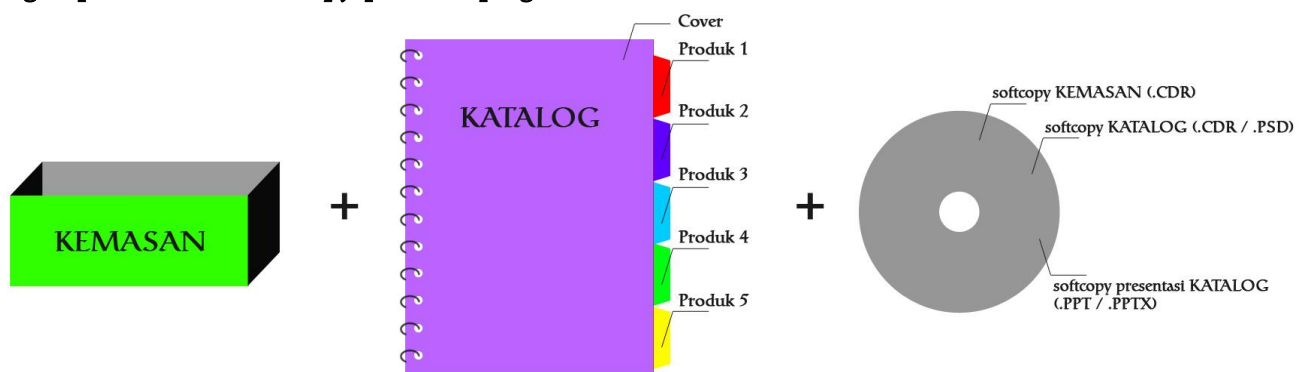 KEMASAN
+
KATALOG
Cover
Produk 1
Produk 2
Produk 3
Produk 4
Produk 5
+
softcopy KEMASAN (.CDR)
softcopy KATALOG (.CDR / .PSD)
softcopy presentasi KATALOG
(.PPT / .PPTX)